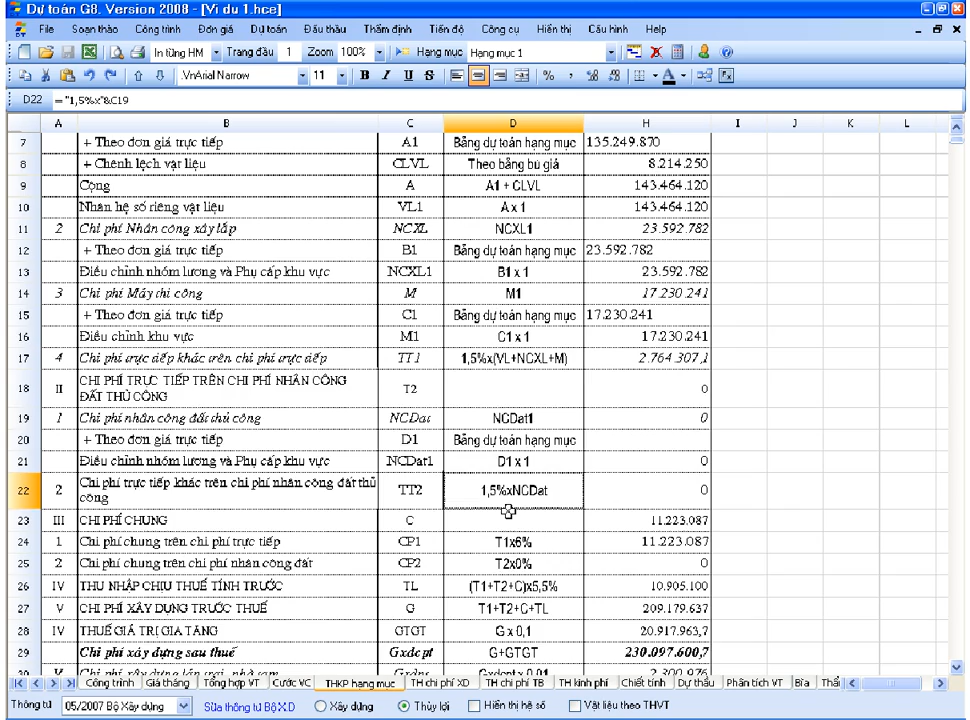 Dự toán G8. Version 2008 - [Vi du 1.hce]
File Soạn thảo Công trình Đơn giá Dự toán Đấu thầu Thẩm định Tiến độ Công cụ Hiển thị Cấu hình Help
In từng HM Trang đầu 1 Zoom 100% Hạng mục Hạng mục 1
.VnArial Narrow 11 B I U S %
D22 = "1,5%x"&C19
A B C D H I J K L
7 + Theo đơn giá trực tiếp A1 Bảng dự toán hạng mục 135.249.870
8 + Chênh lệch vật liệu CLVL Theo bảng bù giá 8.214.250
9 Cộng A A1 + CLVL 143.464.120
10 Nhân hệ số riêng vật liệu VL1 A x 1 143.464.120
11 2 Chi phí Nhân công xây lắp NCXL NCXL1 23.592.782
12 + Theo đơn giá trực tiếp B1 Bảng dự toán hạng mục 23.592.782
13 Điều chỉnh nhóm lương và Phụ cấp khu vực NCXL1 B1 x 1 23.592.782
14 3 Chi phí Máy thi công M M1 17.230.241
15 + Theo đơn giá trực tiếp C1 Bảng dự toán hạng mục 17.230.241
16 Điều chỉnh khu vực M1 C1 x 1 17.230.241
17 4 Chi phí trực tiếp khác trên chi phí trực tiếp TT1 1,5%x(VL+NCXL+M) 2.764.307,1
18 II CHI PHÍ TRỰC TIẾP TRÊN CHI PHÍ NHÂN CÔNG ĐẤT THỦ CÔNG T2 0
19 1 Chi phí nhân công đất thủ công NCDat NCDat1 0
20 + Theo đơn giá trực tiếp D1 Bảng dự toán hạng mục
21 Điều chỉnh nhóm lương và Phụ cấp khu vực NCDat1 D1 x 1 0
22 2 Chi phí trực tiếp khác trên chi phí nhân công đất thủ công TT2 1,5%xNCDat 0
23 III CHI PHÍ CHUNG C 11.223.087
24 1 Chi phí chung trên chi phí trực tiếp CP1 T1x6% 11.223.087
25 2 Chi phí chung trên chi phí nhân công đất CP2 T2x0% 0
26 IV THU NHẬP CHỊU THUẾ TÍNH TRƯỚC TL (T1+T2+C)x5,5% 10.905.100
27 V CHI PHÍ XÂY DỰNG TRƯỚC THUẾ G T1+T2+C+TL 209.179.637
28 IV THUẾ GIÁ TRỊ GIA TĂNG GTGT G x 0,1 20.917.963,7
29 Chi phí xây dựng sau thuế Gxdcpt G+GTGT 230.097.600,7
Công trình Giá tháng Tổng hợp VT Cước VC THKP hạng mục TH chi phí XD TH chi phí TB TH kinh phí Chiết tính Dự thầu Phân tích VT Bìa Thẩ
Thông tư 05/2007 Bộ Xây dựng Sửa thông tư Bộ XD Xây dựng Thủy lợi Hiển thị hệ số Vật liệu theo THVT